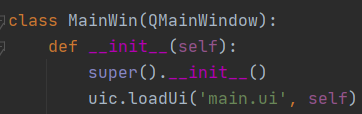 class MainWin(QMainWindow):
    def __init__(self):
        super().__init__()
        uic.loadUi('main.ui', self)